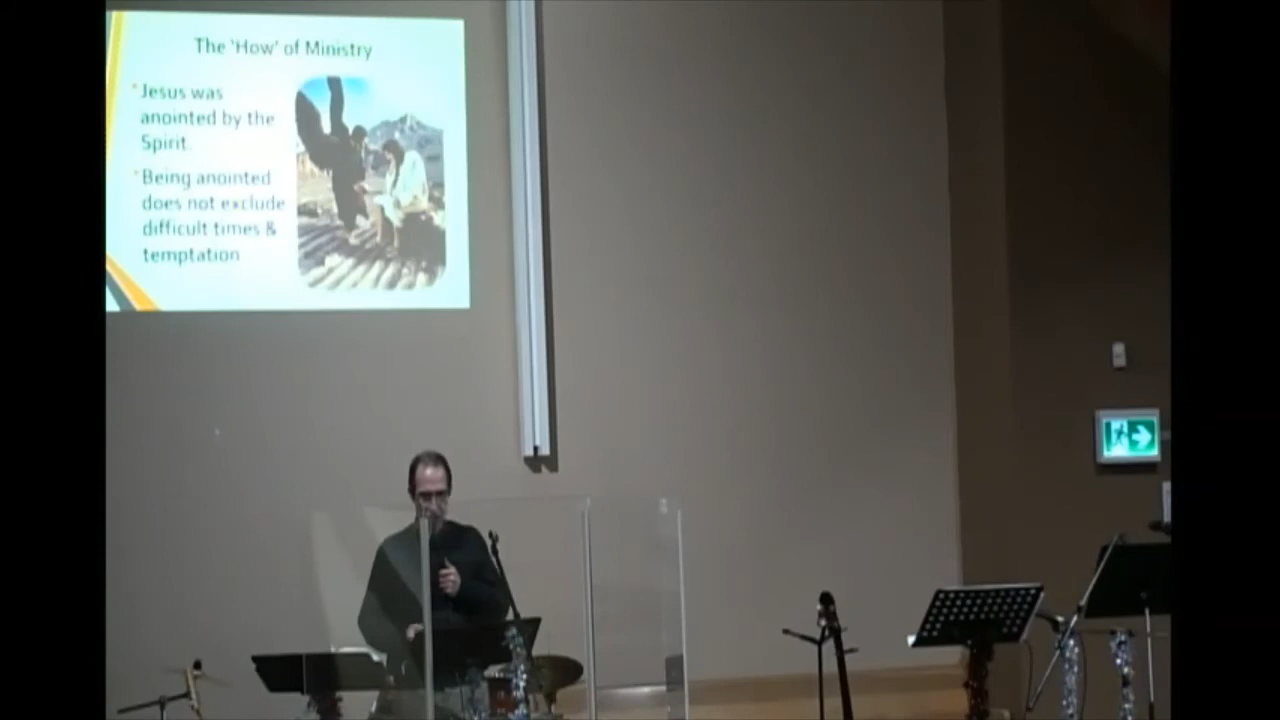 The 'How' of Ministry
Jesus was
anointed by the
Spirit.
Being anointed
does not exclude
difficult times &
temptation